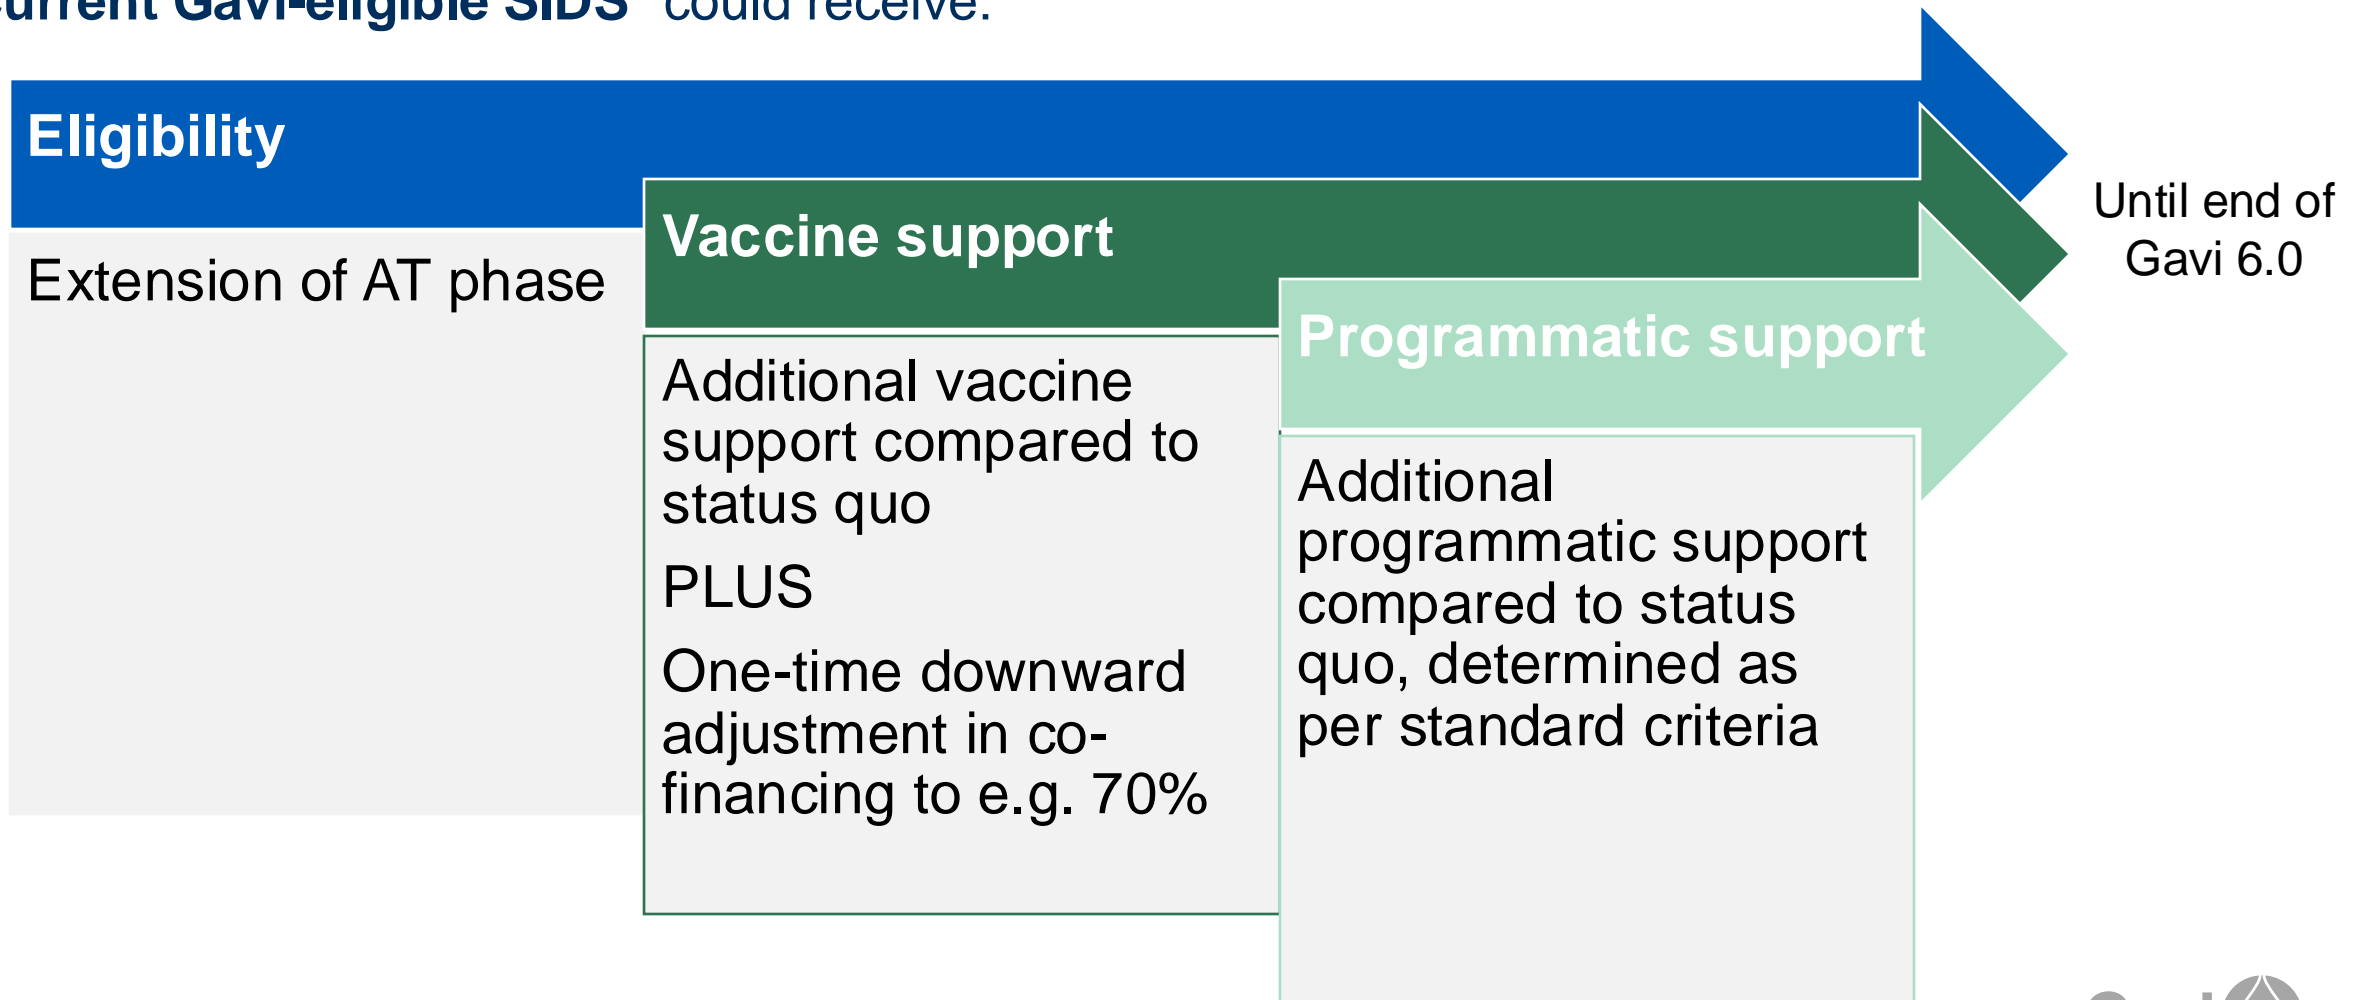 Current Gavi-eligible SIDS could receive:
Eligibility
Extension of AT phase
Vaccine support
Additional vaccine
support compared to
status quo
PLUS
One-time downward
adjustment in co-
financing to e.g. 70%
Programmatic support
Additional
programmatic support
compared to status
quo, determined as
per standard criteria
Until end of
Gavi 6.0